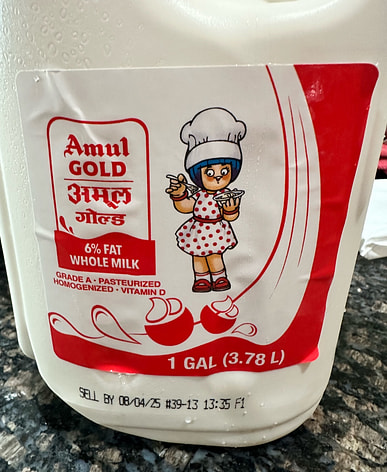 Amul
GOLD
अमूल
गोल्ड
6% FAT
WHOLE MILK
GRADE A • PASTEURIZED
HOMOGENIZED • VITAMIN D
1 GAL (3.78 L)
SELL BY 08/04/25 #39-13 13:35 F1